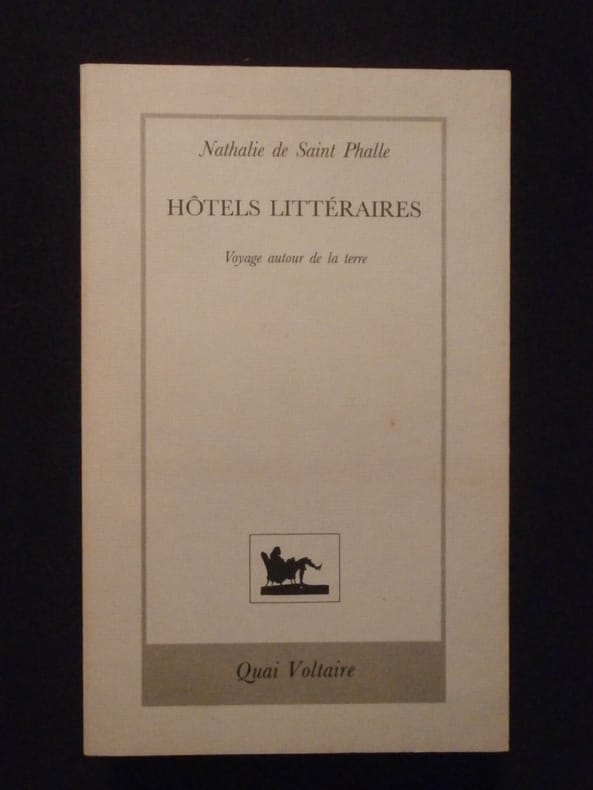 Nathalie de Saint Phalle
HÔTELS LITTÉRAIRES
Voyage autour de la terre
Quai Voltaire